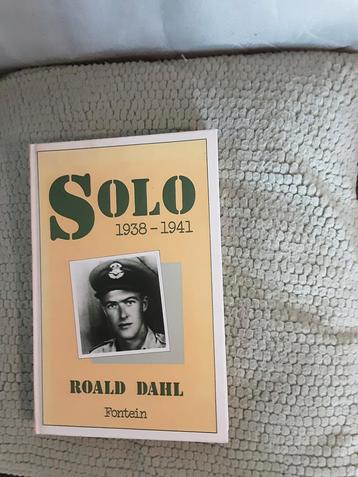 SOLO
1938-1941
ROALD DAHL
Fontein